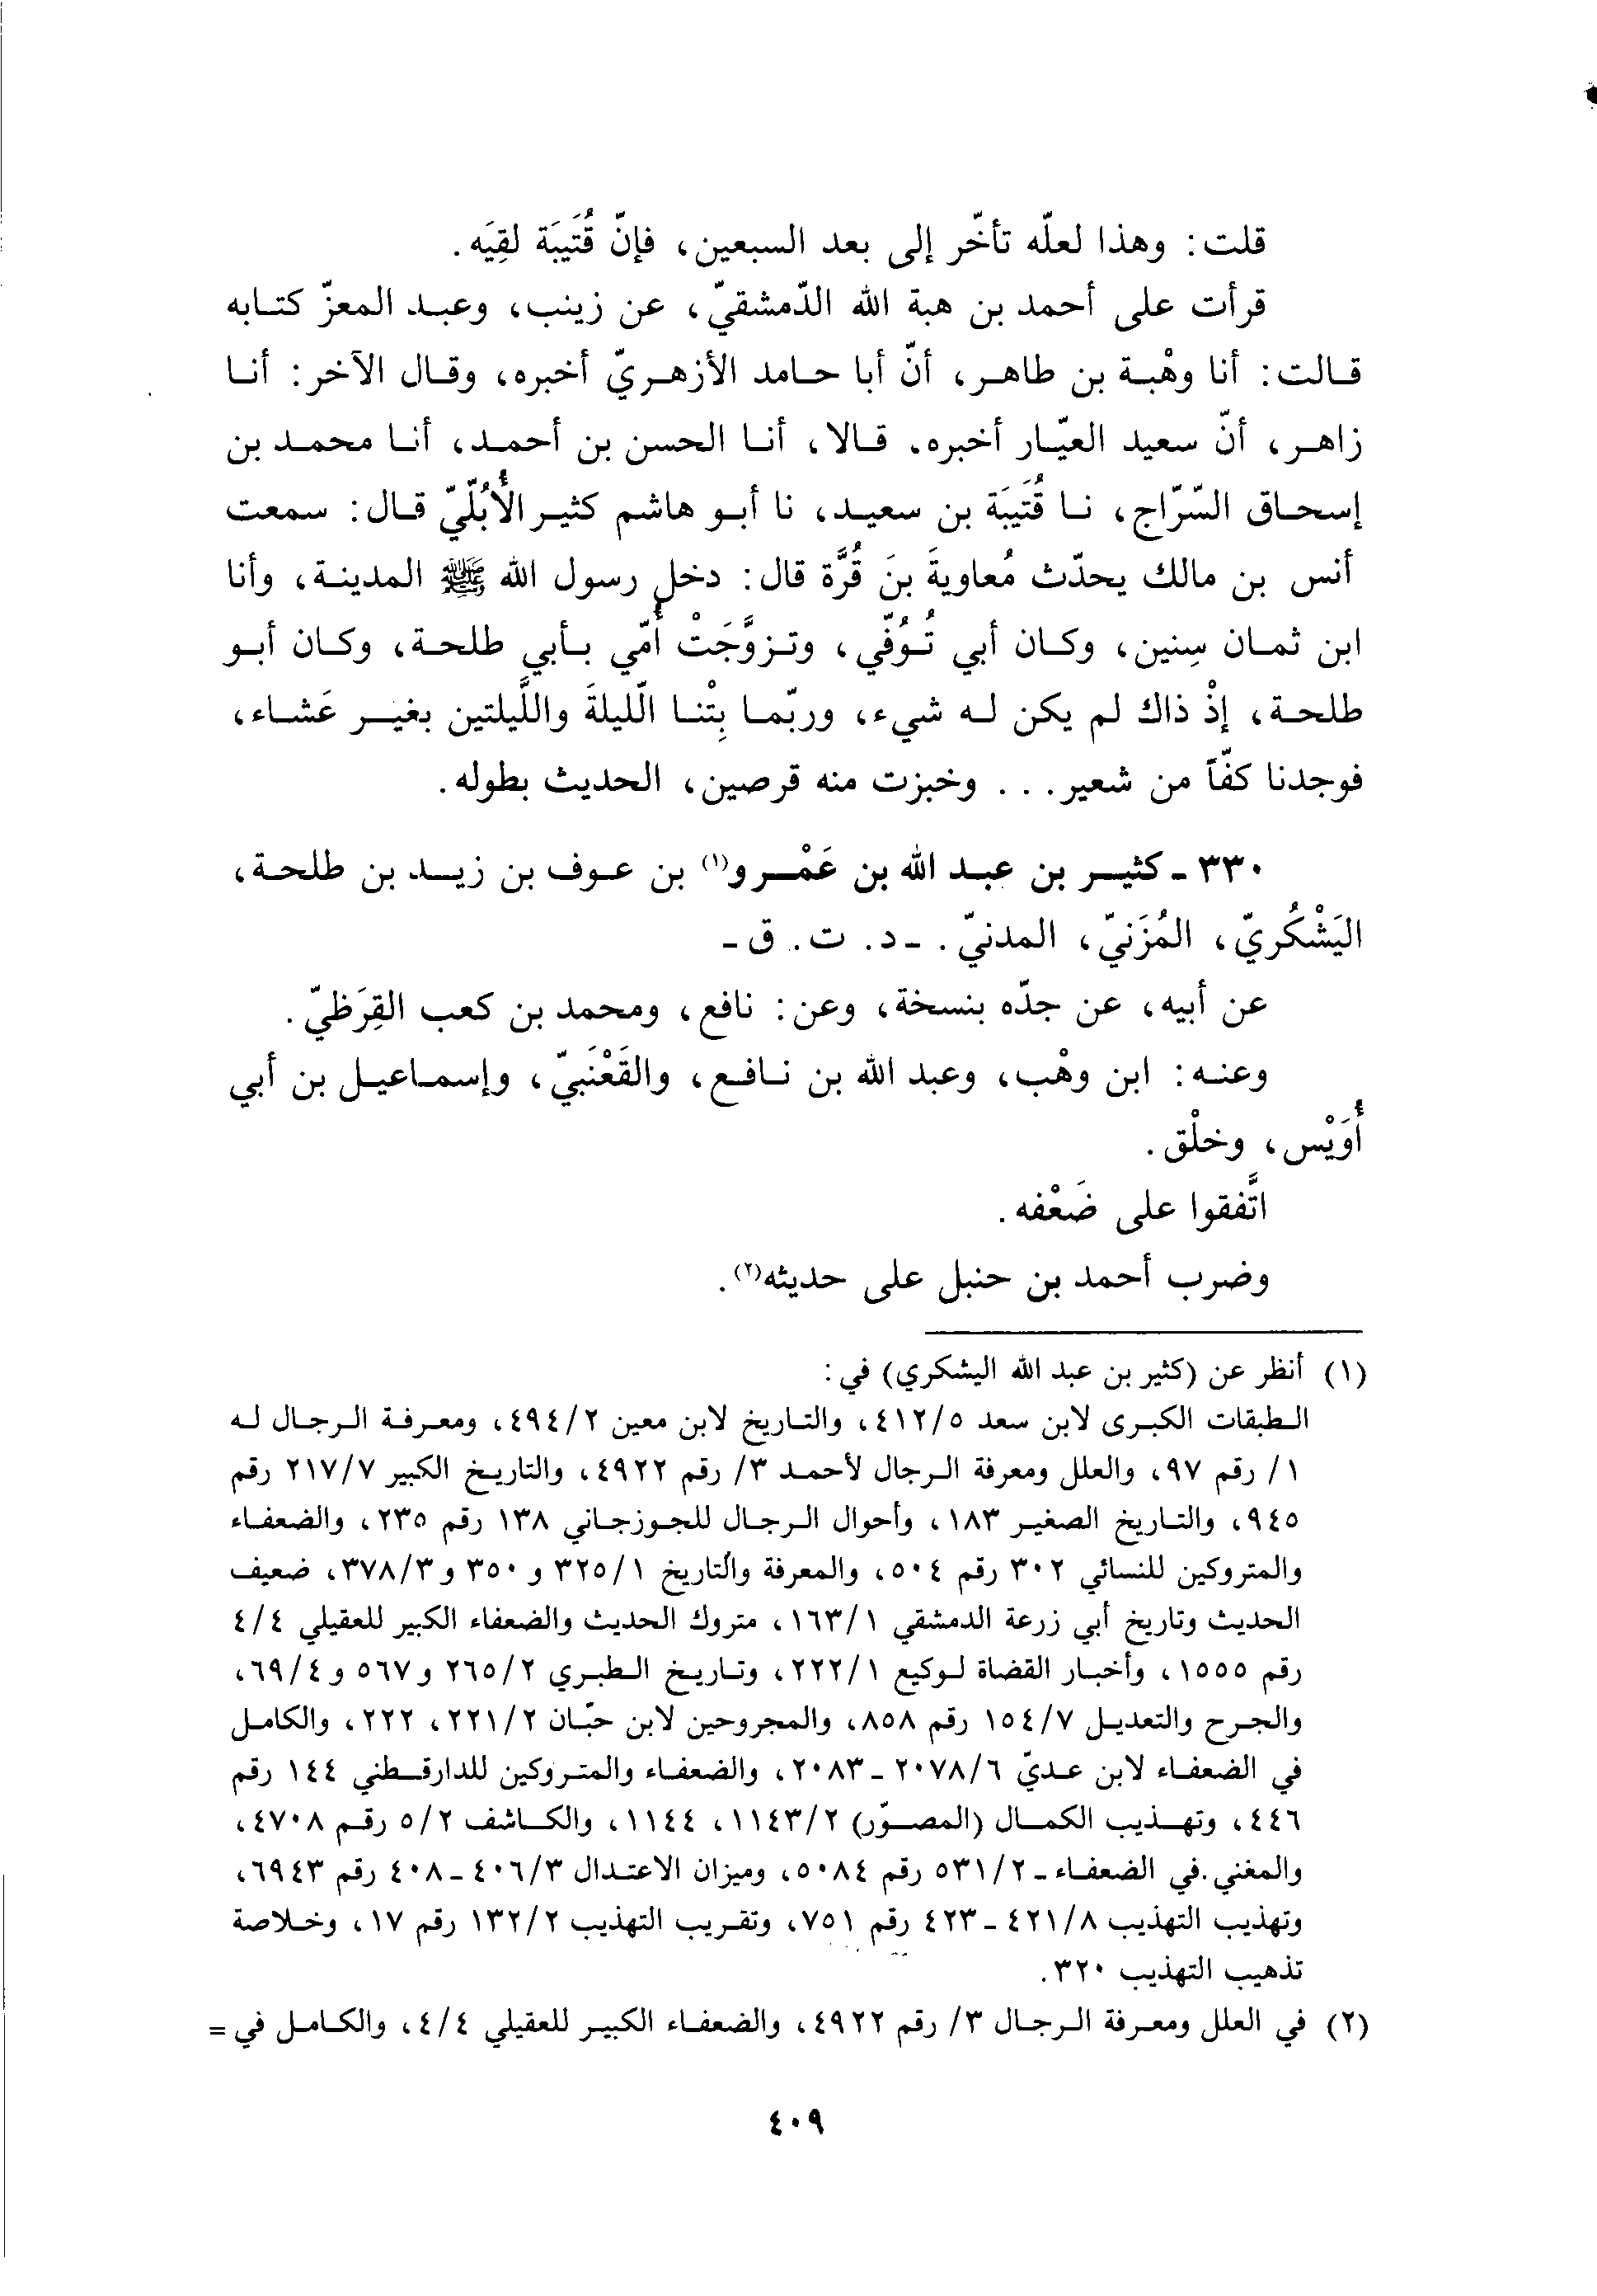 قلت: وهذا لعلّه تأخّر إلى بعد السبعين، فإنّ قُتَيبَة لقِيَه.
قرأت على أحمد بن هبة الله الدّمشقيّ، عن زينب، وعبد المعزّ كتابه
قالت: أنا وهْبة بن طاهر، أنّ أبا حامد الأزهريّ أخبره، وقال الآخر: أنا
زاهر، أنّ سعيد العيّار أخبره. قالا، أنا الحسن بن أحمد، أنا محمد بن
إسحاق السّرّاج، نا قُتَيبَة بن سعيد، نا أبو هاشم كثير الأُبُلّيّ قال: سمعت
أنس بن مالك يحدّث مُعاويةَ بنَ قُرَّة قال: دخل رسول الله ﷺ المدينة، وأنا
ابن ثمان سِنين، وكان أبي تُوُفّي، وتزوَّجَتْ أُمّي بأبي طلحة، وكان أبو
طلحة، إذْ ذاك لم يكن له شيء، وربّما بِتْنا الّليلةَ واللَّيلتين بغير عَشاء،
فوجدنا كفّاً من شعير... وخبزت منه قرصين، الحديث بطوله.
٣٣٠ - كثير بن عبد الله بن عَمْرو(١) بن عوف بن زيد بن طلحة،
اليَشْكُريّ، المُزَنيّ، المدنيّ. - د. ت. ق -
عن أبيه، عن جدّه بنسخة، وعن: نافع، ومحمد بن كعب القِرَظيّ.
وعنه: ابن وهْب، وعبد الله بن نافع، والقَعْنَبيّ، وإسماعيل بن أبي
أُوَيْس، وخلْق.
اتَّفقوا على ضَعْفه.
وضرب أحمد بن حنبل على حديثه(٢).
(١) أنظر عن (كثير بن عبد الله اليشكري) في:
الطبقات الكبرى لابن سعد ٤١٢/٥، والتاريخ لابن معين ٤٩٤/٢، ومعرفة الرجال له
١/ رقم ٩٧، والعلل ومعرفة الرجال لأحمد ٣/ رقم ٤٩٢٢، والتاريخ الكبير ٢١٧/٧ رقم
٩٤٥، والتاريخ الصغير ١٨٣، وأحوال الرجال للجوزجاني ١٣٨ رقم ٢٣٥، والضعفاء
والمتروكين للنسائي ٣٠٢ رقم ٥٠٤، والمعرفة والتاريخ ٣٢٥/١ و ٣٥٠ و ٣٧٨/٣، ضعيف
الحديث وتاريخ أبي زرعة الدمشقي ١٦٣/١، متروك الحديث والضعفاء الكبير للعقيلي ٤/٤
رقم ١٥٥٥، وأخبار القضاة لوكيع ٢٢٢/١، وتاريخ الطبري ٢٦٥/٢ و٥٦٧ و٦٩/٤،
والجرح والتعديل ١٥٤/٧ رقم ٨٥٨، والمجروحين لابن حبّان ٢٢١/٢، ٢٢٢، والكامل
في الضعفاء لابن عديّ ٢٠٧٨/٦ - ٢٠٨٣، والضعفاء والمتروكين للدارقطني ١٤٤ رقم
٤٤٦، وتهذيب الكمال (المصوّر) ١١٤٣/٢، ١١٤٤، والكاشف ٥/٢ رقم ٤٧٠٨،
والمغني في الضعفاء - ٥٣١/٢ رقم ٥٠٨٤، وميزان الاعتدال ٤٠٦/٣ - ٤٠٨ رقم ٦٩٤٣،
وتهذيب التهذيب ٤٢١/٨ - ٤٢٣ رقم ٧٥١، وتقريب التهذيب ١٣٢/٢ رقم ١٧، وخلاصة
تذهيب التهذيب ٣٢٠.
(٢) في العلل ومعرفة الرجال ٣/ رقم ٤٩٢٢، والضعفاء الكبير للعقيلي ٤/٤، والكامل في =
٤٠٩